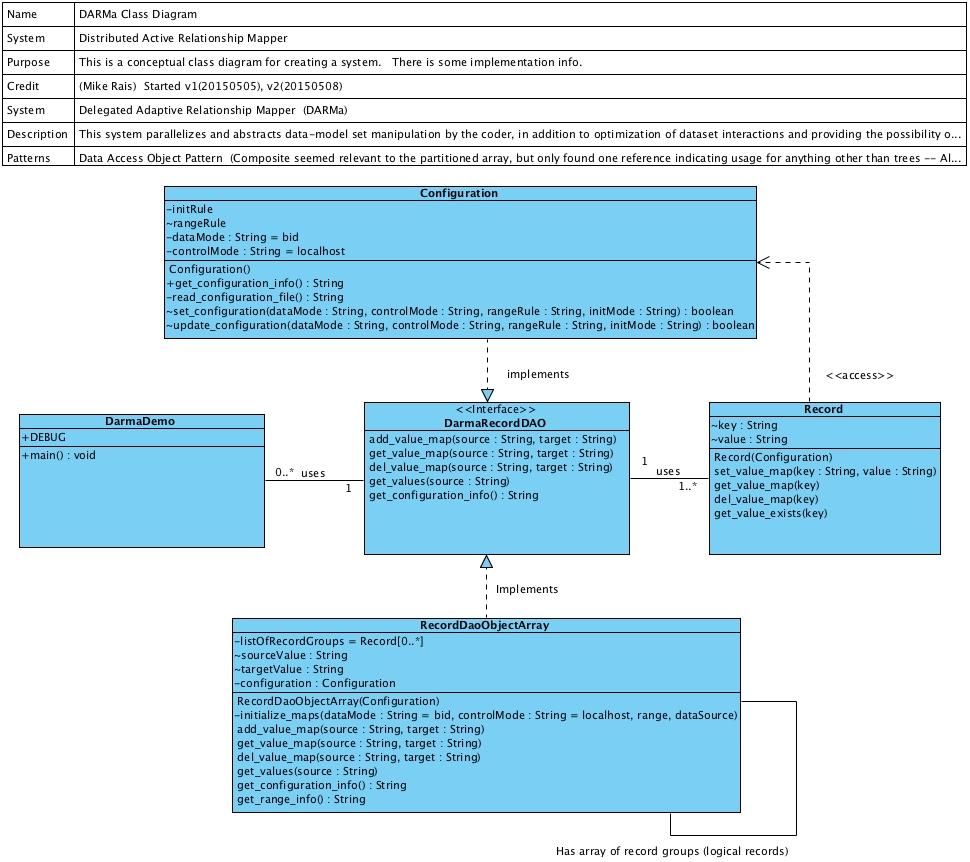 Name DARMa Class Diagram
System Distributed Active Relationship Mapper
Purpose This is a conceptual class diagram for creating a system. There is some implementation info.
Credit (Mike Rais) Started v1(20150505), v2(20150508)
System Delegated Adaptive Relationship Mapper (DARMa)
Description This system parallelizes and abstracts data-model set manipulation by the coder, in addition to optimization of dataset interactions and providing the possibility o...
Patterns Data Access Object Pattern (Composite seemed relevant to the partitioned array, but only found one reference indicating usage for anything other than trees -- Al...
Configuration
-initRule
~rangeRule
-dataMode : String = bid
-controlMode : String = localhost
Configuration()
+get_configuration_info() : String
-read_configuration_file() : String
~set_configuration(dataMode : String, controlMode : String, rangeRule : String, initMode : String) : boolean
~update_configuration(dataMode : String, controlMode : String, rangeRule : String, initMode : String) : boolean
implements
<<access>>
DarmaDemo
+DEBUG
+main() : void
0..* uses
1
<<Interface>>
DarmaRecordDAO
add_value_map(source : String, target : String)
get_value_map(source : String, target : String)
del_value_map(source : String, target : String)
get_values(source : String)
get_configuration_info() : String
1
uses
1..*
Record
~key : String
~value : String
Record(Configuration)
set_value_map(key : String, value : String)
get_value_map(key)
del_value_map(key)
get_value_exists(key)
Implements
RecordDaoObjectArray
-listOfRecordGroups = Record[0..*]
~sourceValue : String
~targetValue : String
-configuration : Configuration
RecordDaoObjectArray(Configuration)
-initialize_maps(dataMode : String = bid, controlMode : String = localhost, range, dataSource)
add_value_map(source : String, target : String)
get_value_map(source : String, target : String)
del_value_map(source : String, target : String)
get_values(source : String)
get_configuration_info() : String
get_range_info() : String
Has array of record groups (logical records)